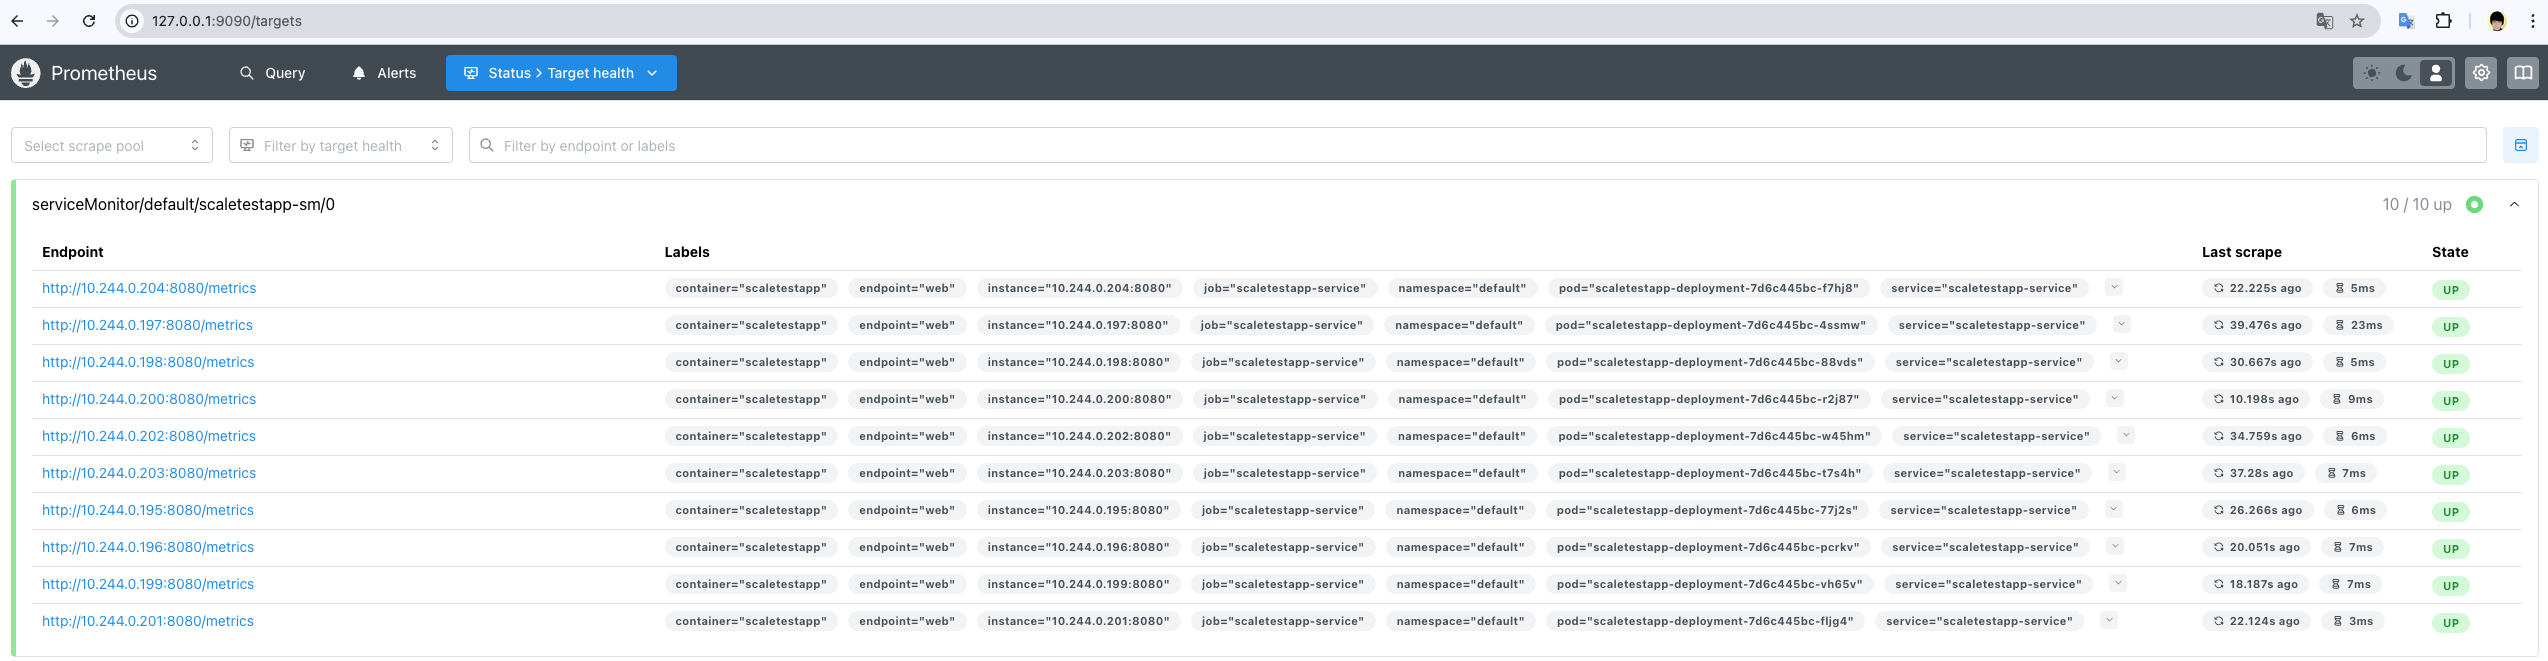 127.0.0.1:9090/targets
Prometheus Query Alerts Status > Target health
Select scrape pool Filter by target health Filter by endpoint or labels
serviceMonitor/default/scaletestapp-sm/0 10 / 10 up
Endpoint Labels Last scrape State
http://10.244.0.204:8080/metrics container="scaletestapp" endpoint="web" instance="10.244.0.204:8080" job="scaletestapp-service" namespace="default" pod="scaletestapp-deployment-7d6c445bc-f7hj8" service="scaletestapp-service" 22.225s ago 5ms UP
http://10.244.0.197:8080/metrics container="scaletestapp" endpoint="web" instance="10.244.0.197:8080" job="scaletestapp-service" namespace="default" pod="scaletestapp-deployment-7d6c445bc-4ssmw" service="scaletestapp-service" 39.476s ago 23ms UP
http://10.244.0.198:8080/metrics container="scaletestapp" endpoint="web" instance="10.244.0.198:8080" job="scaletestapp-service" namespace="default" pod="scaletestapp-deployment-7d6c445bc-88vds" service="scaletestapp-service" 30.667s ago 5ms UP
http://10.244.0.200:8080/metrics container="scaletestapp" endpoint="web" instance="10.244.0.200:8080" job="scaletestapp-service" namespace="default" pod="scaletestapp-deployment-7d6c445bc-r2j87" service="scaletestapp-service" 10.198s ago 9ms UP
http://10.244.0.202:8080/metrics container="scaletestapp" endpoint="web" instance="10.244.0.202:8080" job="scaletestapp-service" namespace="default" pod="scaletestapp-deployment-7d6c445bc-w45hm" service="scaletestapp-service" 34.759s ago 6ms UP
http://10.244.0.203:8080/metrics container="scaletestapp" endpoint="web" instance="10.244.0.203:8080" job="scaletestapp-service" namespace="default" pod="scaletestapp-deployment-7d6c445bc-t7s4h" service="scaletestapp-service" 37.28s ago 7ms UP
http://10.244.0.195:8080/metrics container="scaletestapp" endpoint="web" instance="10.244.0.195:8080" job="scaletestapp-service" namespace="default" pod="scaletestapp-deployment-7d6c445bc-77j2s" service="scaletestapp-service" 26.266s ago 6ms UP
http://10.244.0.196:8080/metrics container="scaletestapp" endpoint="web" instance="10.244.0.196:8080" job="scaletestapp-service" namespace="default" pod="scaletestapp-deployment-7d6c445bc-pcrkv" service="scaletestapp-service" 20.051s ago 7ms UP
http://10.244.0.199:8080/metrics container="scaletestapp" endpoint="web" instance="10.244.0.199:8080" job="scaletestapp-service" namespace="default" pod="scaletestapp-deployment-7d6c445bc-vh65v" service="scaletestapp-service" 18.187s ago 7ms UP
http://10.244.0.201:8080/metrics container="scaletestapp" endpoint="web" instance="10.244.0.201:8080" job="scaletestapp-service" namespace="default" pod="scaletestapp-deployment-7d6c445bc-fljg4" service="scaletestapp-service" 22.124s ago 3ms UP